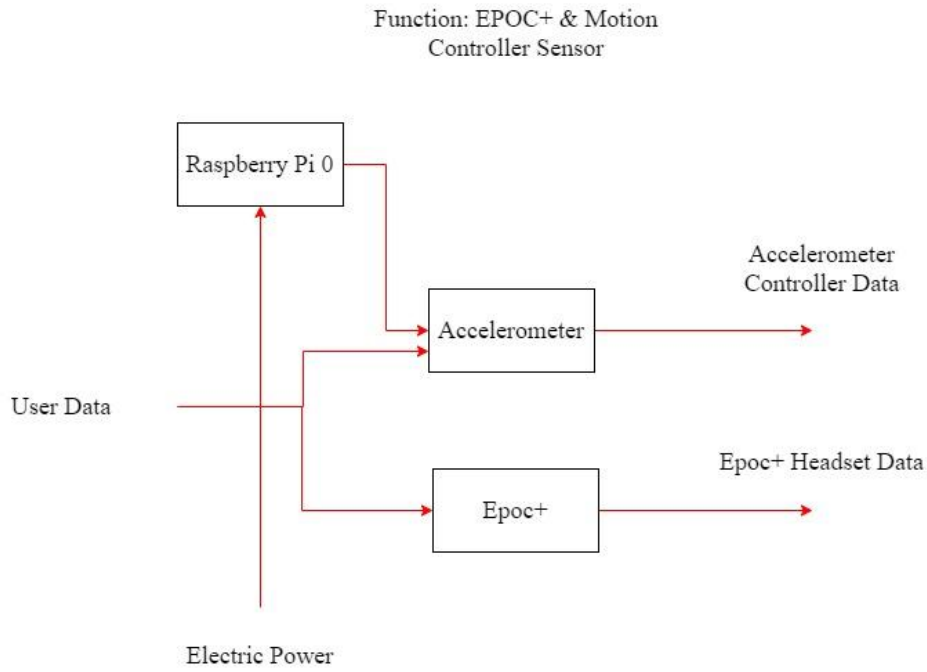 Function: EPOC+ & Motion
Controller Sensor
Raspberry Pi 0
Accelerometer
Controller Data
Accelerometer
User Data
Epoc+ Headset Data
Epoc+
Electric Power